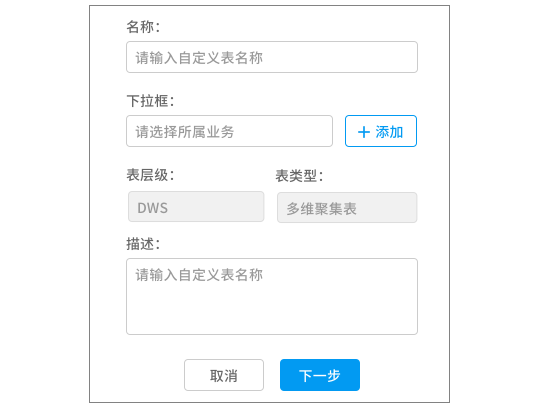 名称：
请输入自定义表名称
下拉框：
请选择所属业务
添加
表层级：
表类型：
DWS
多维聚集表
描述：
请输入自定义表名称
取消
下一步